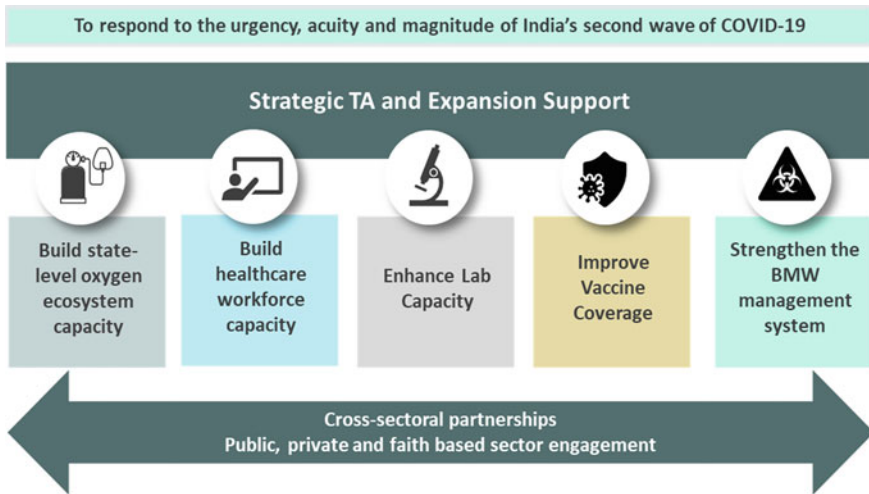 To respond to the urgency, acuity and magnitude of India's second wave of COVID-19
Strategic TA and Expansion Support
Build state-
level oxygen
ecosystem
capacity
Build
healthcare
workforce
capacity
Enhance Lab
Capacity
Improve
Vaccine
Coverage
Strengthen the
BMW
management
system
Cross-sectoral partnerships
Public, private and faith based sector engagement